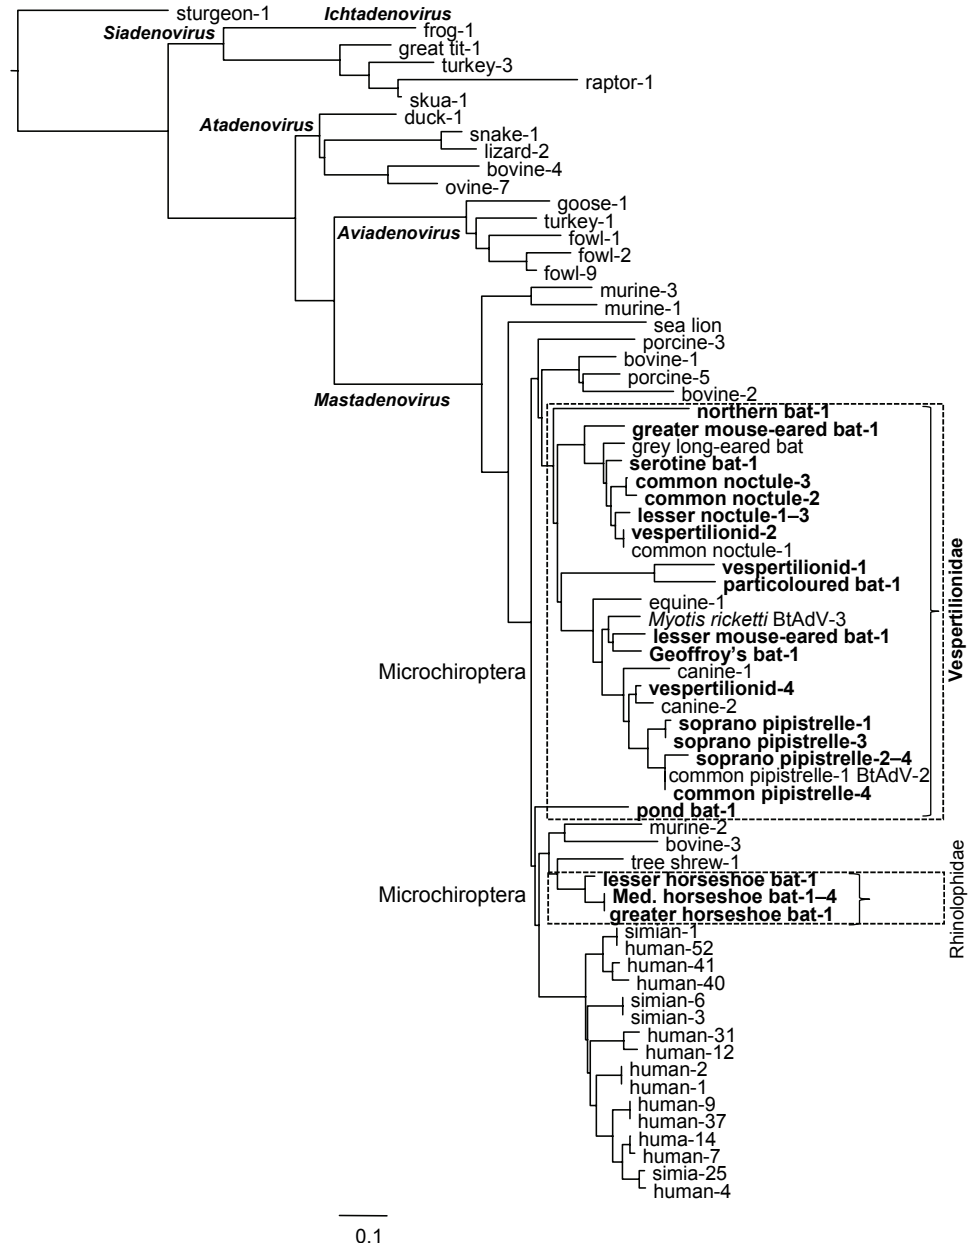 sturgeon-1
Ichtadenovirus
Siadenovirus
frog-1
great tit-1
turkey-3
raptor-1
skua-1
duck-1
Atadenovirus
snake-1
lizard-2
bovine-4
ovine-7
goose-1
turkey-1
Aviadenovirus
fowl-1
fowl-2
fowl-9
murine-3
murine-1
sea lion
porcine-3
bovine-1
porcine-5
bovine-2
Mastadenovirus
northern bat-1
greater mouse-eared bat-1
grey long-eared bat
serotine bat-1
common noctule-3
common noctule-2
lesser noctule-1–3
vespertilionid-2
common noctule-1
vespertilionid-1
particoloured bat-1
equine-1
Myotis ricketti BtAdV-3
lesser mouse-eared bat-1
Geoffroy's bat-1
Vespertilionidae
Microchiroptera
canine-1
vespertilionid-4
canine-2
soprano pipistrelle-1
soprano pipistrelle-3
soprano pipistrelle-2–4
common pipistrelle-1 BtAdV-2
common pipistrelle-4
pond bat-1
murine-2
bovine-3
tree shrew-1
Microchiroptera
lesser horseshoe bat-1
Med. horseshoe bat-1–4
greater horseshoe bat-1
Rhinolophidae
simian-1
human-52
human-41
human-40
simian-6
simian-3
human-31
human-12
human-2
human-1
human-9
human-37
huma-14
human-7
simia-25
human-4
0.1